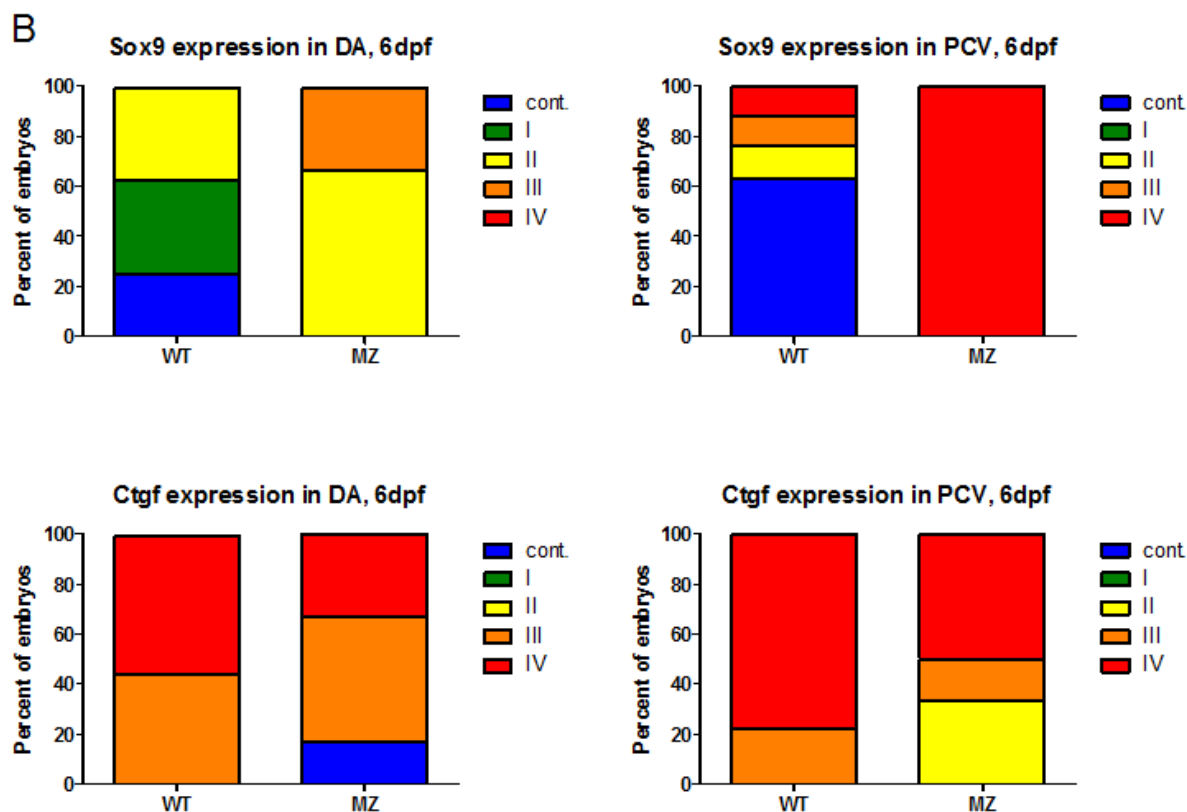 B
Sox9 expression in DA, 6dpf
Percent of embryos
100
80
60
40
20
0
WT
MZ
cont.
I
II
III
IV
Sox9 expression in PCV, 6dpf
Percent of embryos
100
80
60
40
20
0
WT
MZ
cont.
I
II
III
IV
Ctgf expression in DA, 6dpf
Percent of embryos
100
80
60
40
20
0
WT
MZ
cont.
I
II
III
IV
Ctgf expression in PCV, 6dpf
Percent of embryos
100
80
60
40
20
0
WT
MZ
cont.
I
II
III
IV